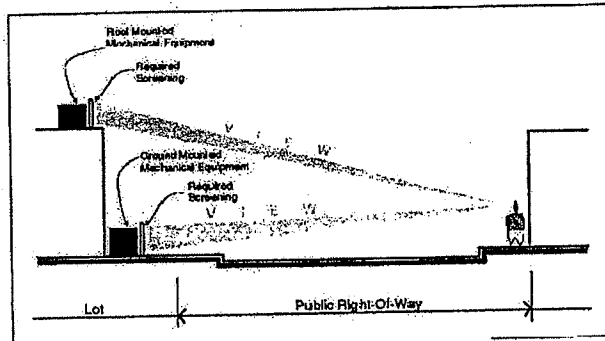 Roof Mounted
Mechanical Equipment
Required
Screening
V I E W
Ground Mounted
Mechanical Equipment
Required
Screening
V I E W
Lot
Public Right-Of-Way